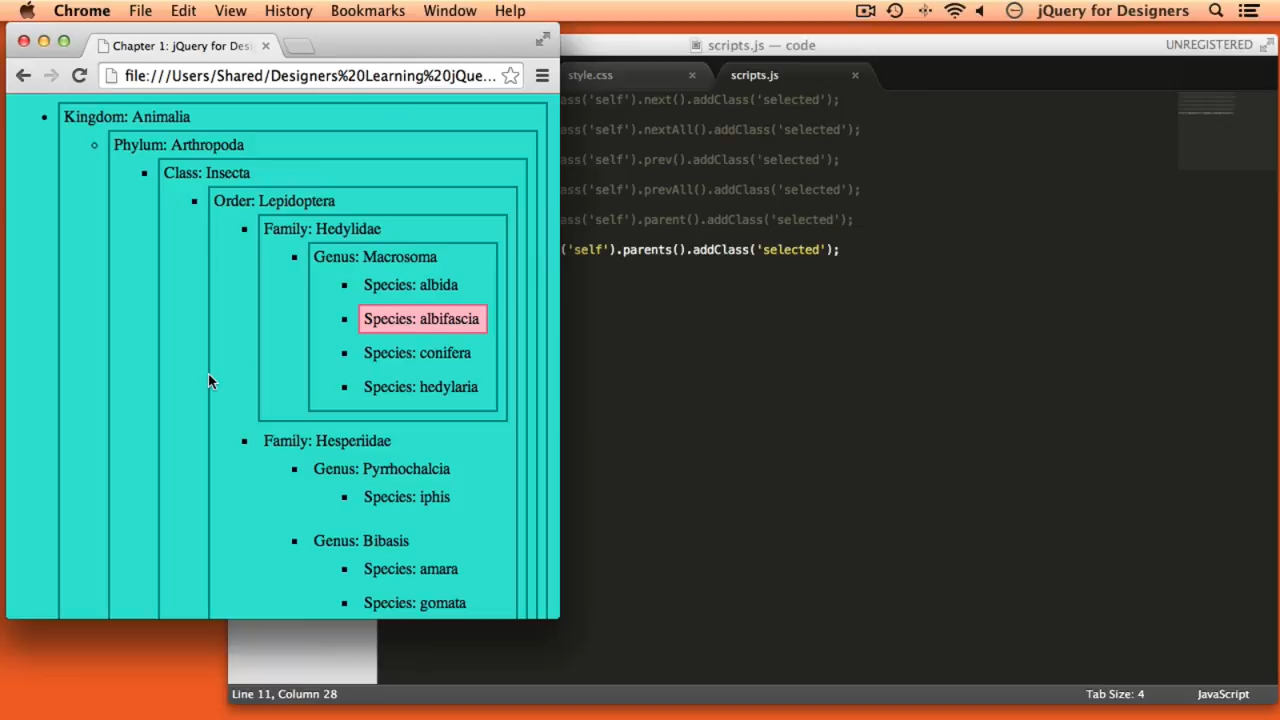 Chrome File Edit View History Bookmarks Window Help jQuery for Designers
Chapter 1: jQuery for Des
file:///Users/Shared/Designers%20Learning%20jQue...
scripts.js — code
UNREGISTERED
style.css
scripts.js
Kingdom: Animalia
Phylum: Arthropoda
Class: Insecta
Order: Lepidoptera
Family: Hedylidae
Genus: Macrosoma
Species: albida
Species: albifascia
Species: conifera
Species: hedylaria
Family: Hesperiidae
Genus: Pyrrhochalcia
Species: iphis
Genus: Bibasis
Species: amara
Species: gomata
ass('self').next().addClass('selected');
ass('self').nextAll().addClass('selected');
ass('self').prev().addClass('selected');
ass('self').prevAll().addClass('selected');
ass('self').parent().addClass('selected');
('self').parents().addClass('selected');
Line 11, Column 28
Tab Size: 4
JavaScript